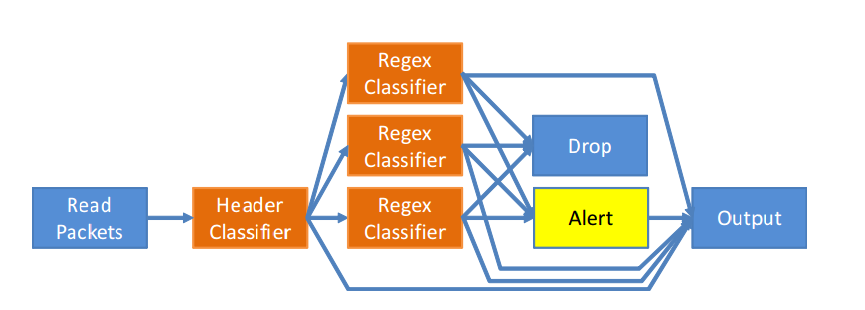 Regex
Classifier
Regex
Classifier
Drop
Read
Packets
Header
Classifier
Regex
Classifier
Alert
Output